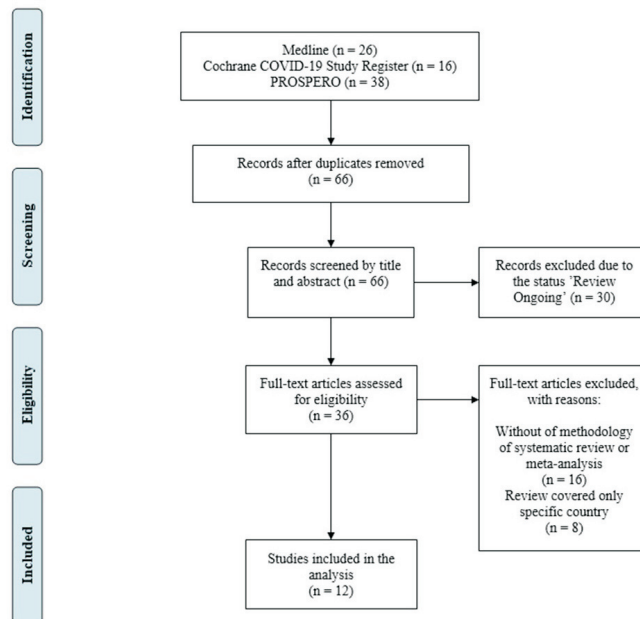 Identification
Medline (n = 26)
Cochrane COVID-19 Study Register (n = 16)
PROSPERO (n = 38)
Records after duplicates removed
(n = 66)
Screening
Records screened by title
and abstract (n = 66)
Records excluded due to
the status 'Review
Ongoing' (n = 30)
Eligibility
Full-text articles assessed
for eligibility
(n = 36)
Full-text articles excluded,
with reasons:
Without of methodology
of systematic review or
meta-analysis
(n = 16)
Review covered only
specific country
(n = 8)
Included
Studies included in the
analysis
(n = 12)